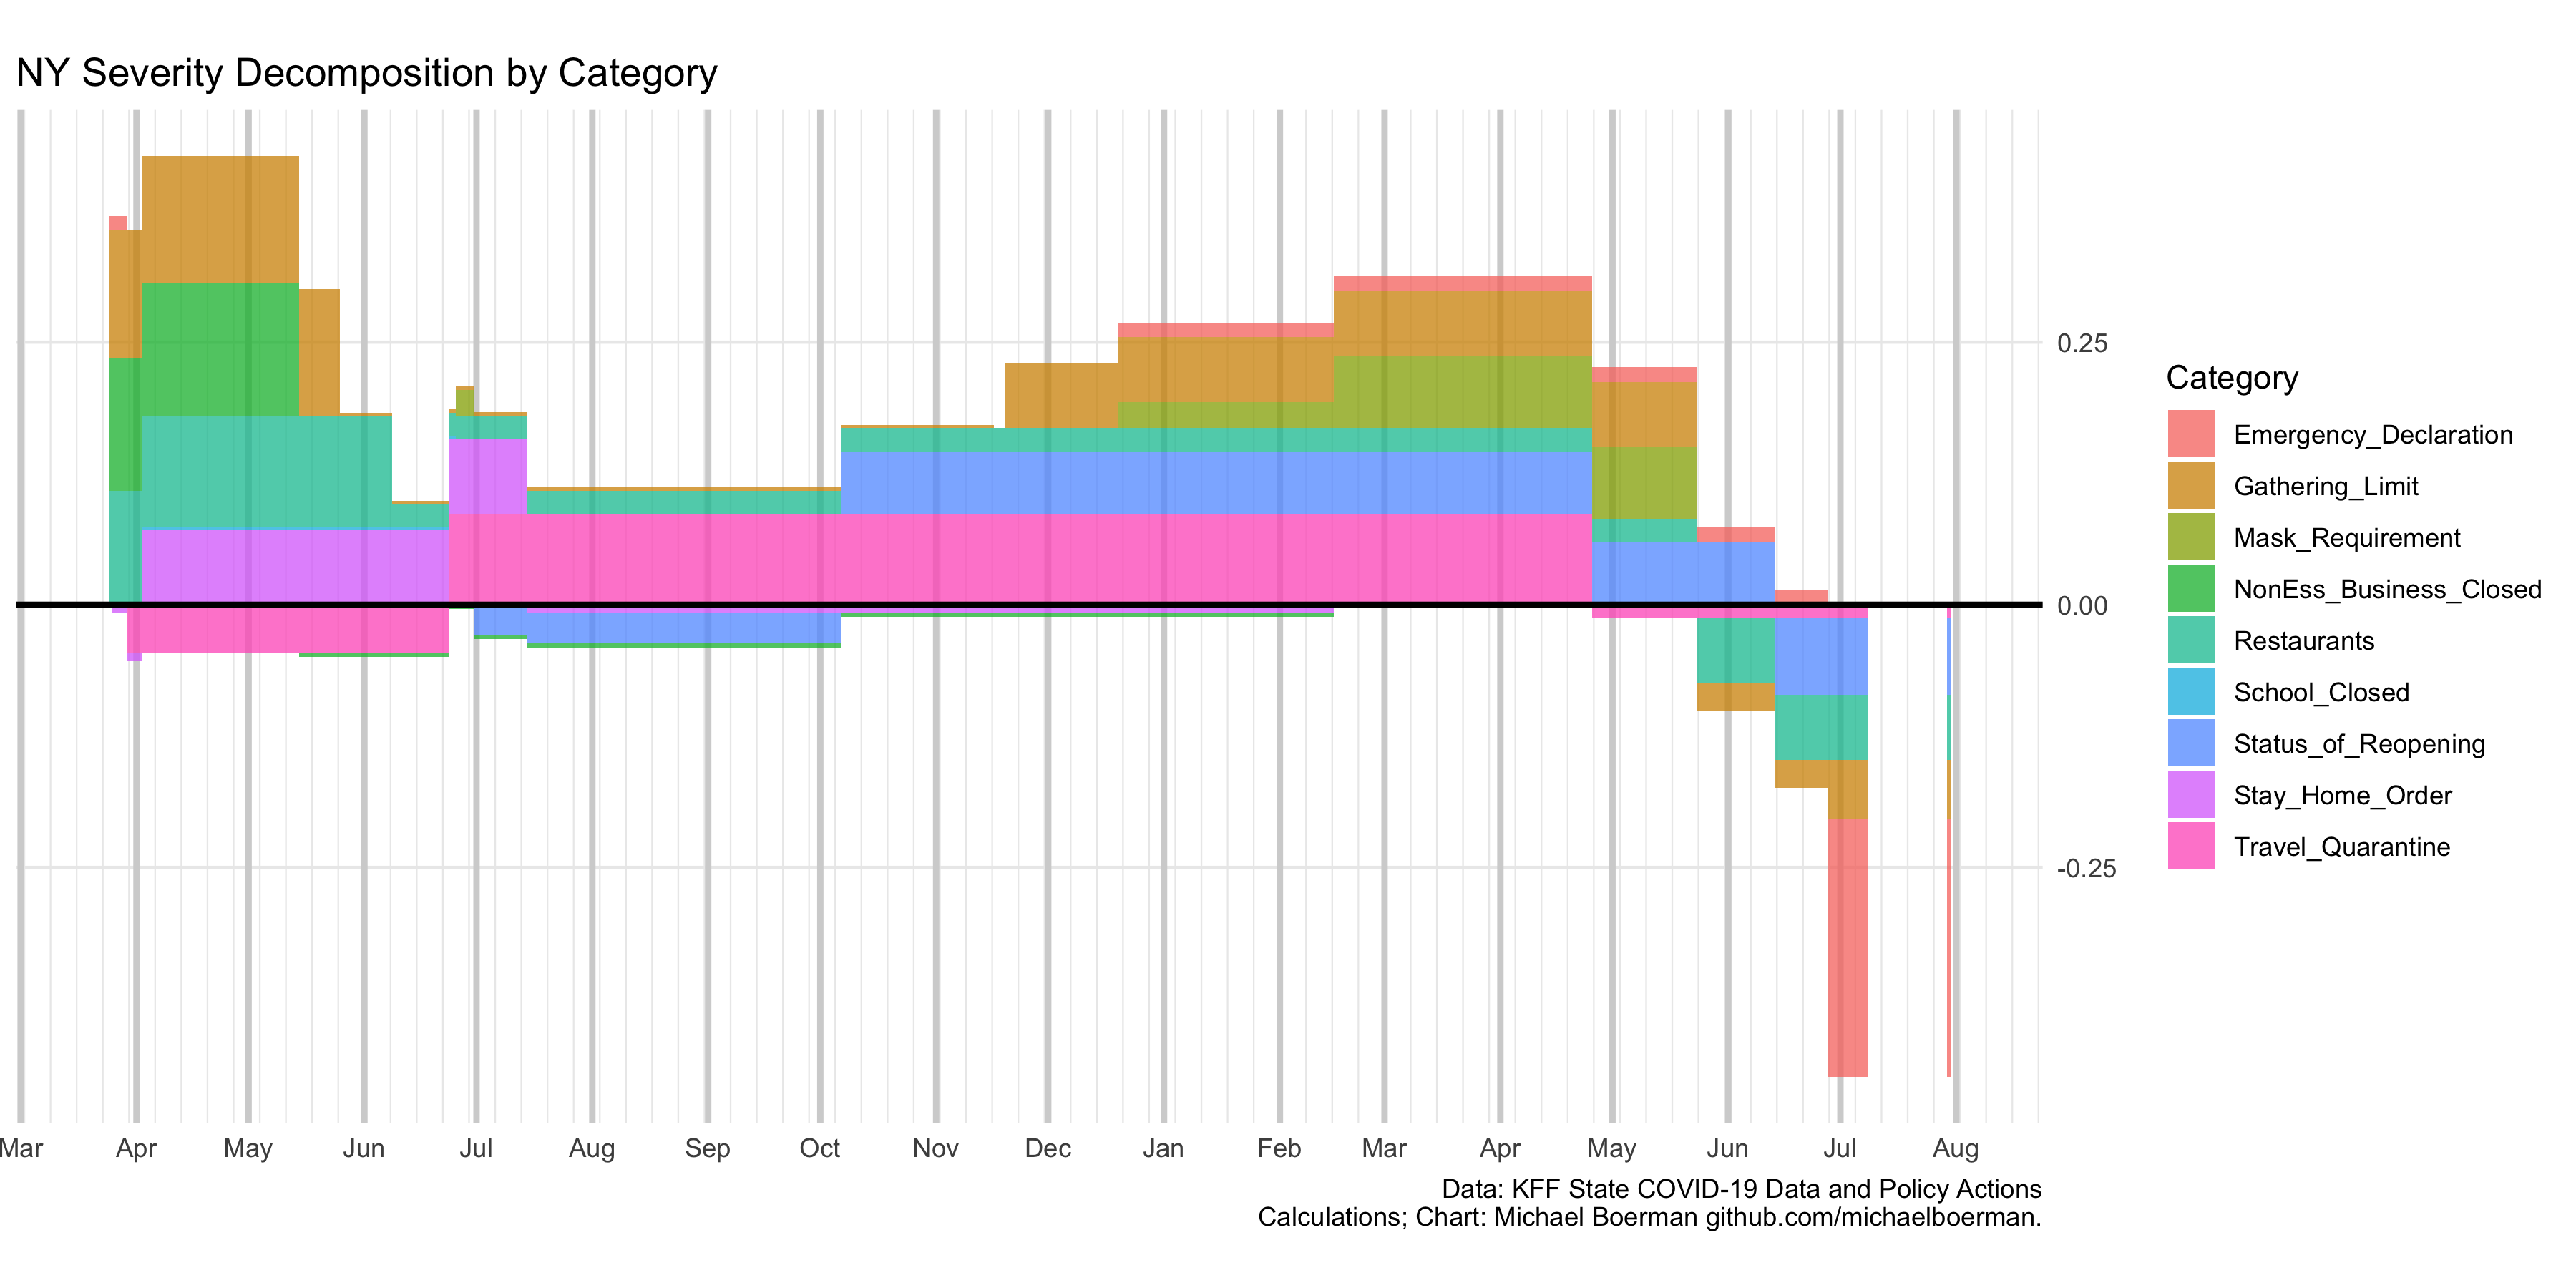 NY Severity Decomposition by Category
0.25
0.00
-0.25
Category
Emergency_Declaration
Gathering_Limit
Mask_Requirement
NonEss_Business_Closed
Restaurants
School_Closed
Status_of_Reopening
Stay_Home_Order
Travel_Quarantine
Mar Apr May Jun Jul Aug Sep Oct Nov Dec Jan Feb Mar Apr May Jun Jul Aug
Data: KFF State COVID-19 Data and Policy Actions
Calculations; Chart: Michael Boerman github.com/michaelboerman.